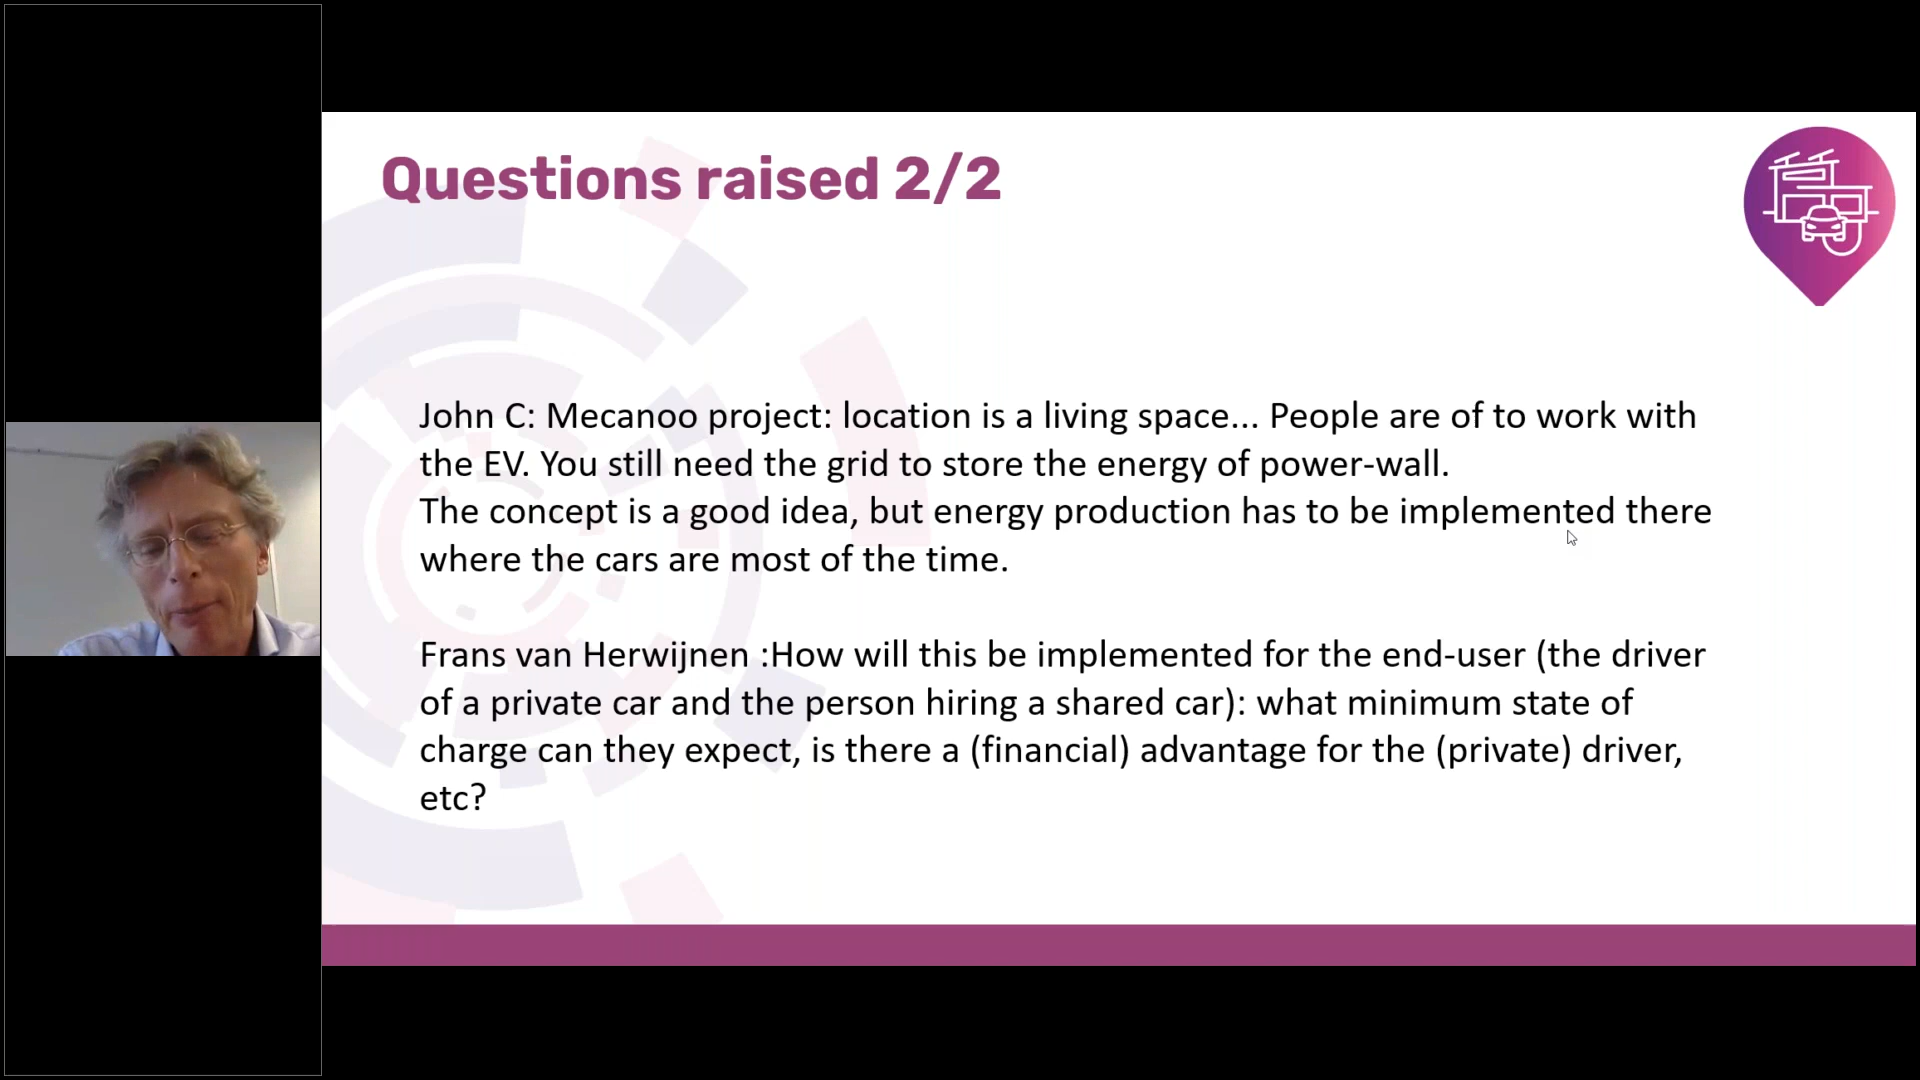 Questions raised 2/2
John C: Mecanoo project: location is a living space... People are of to work with
the EV. You still need the grid to store the energy of power-wall.
The concept is a good idea, but energy production has to be implemented there
where the cars are most of the time.
Frans van Herwijnen :How will this be implemented for the end-user (the driver
of a private car and the person hiring a shared car): what minimum state of
charge can they expect, is there a (financial) advantage for the (private) driver,
etc?